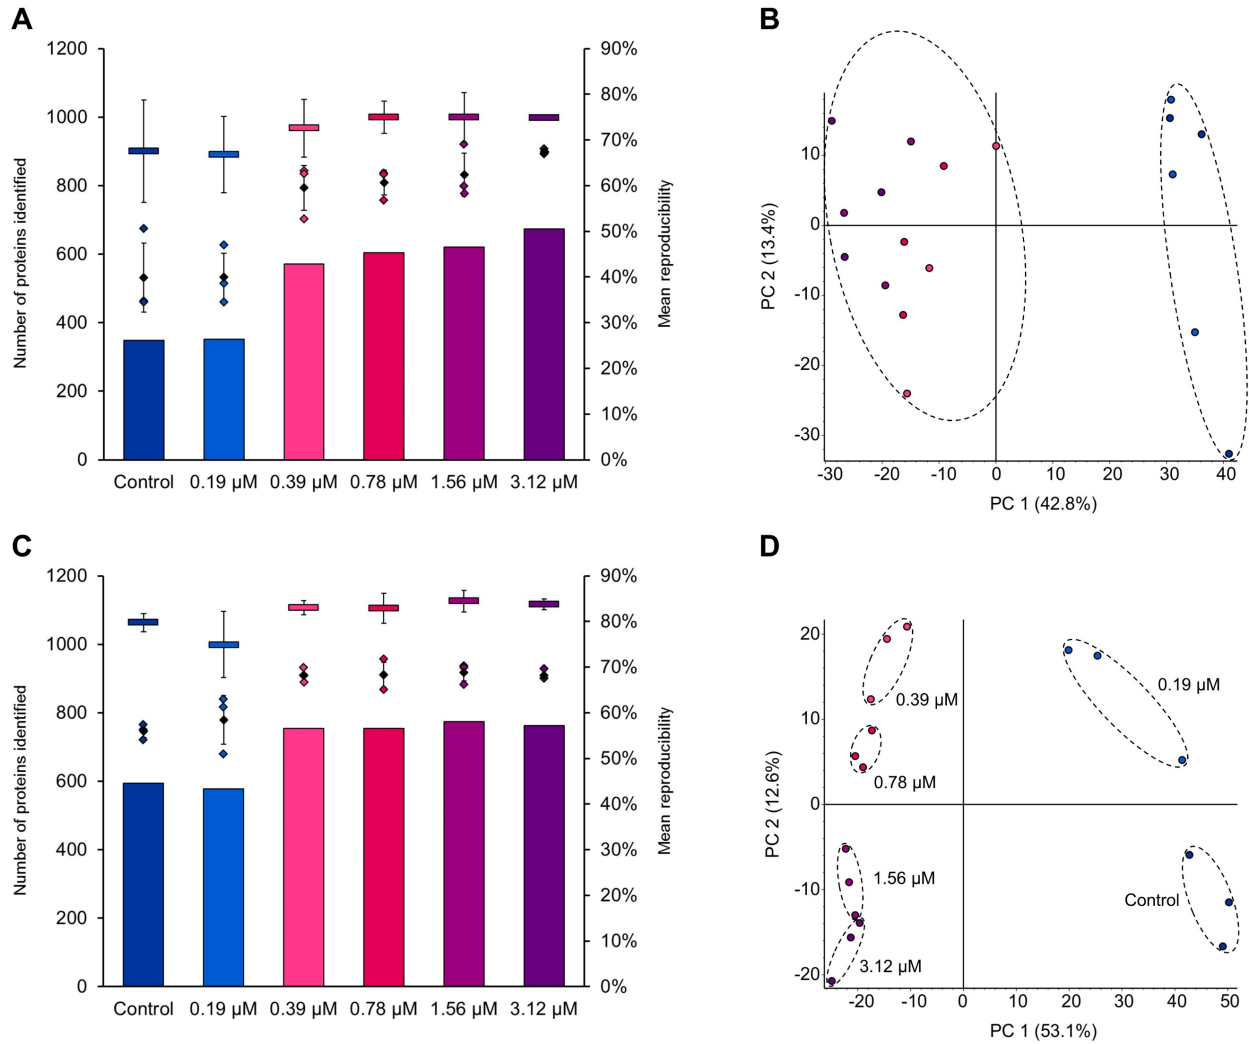 A
1200
1000
800
600
400
200
0
Number of proteins identified
90%
80%
70%
60%
50%
40%
30%
20%
10%
0%
Mean reproducibility
Control 0.19 µM 0.39 µM 0.78 µM 1.56 µM 3.12 µM
B
10
0
-10
-20
-30
PC 2 (13.4%)
-30 -20 -10 0 10 20 30 40
PC 1 (42.8%)
C
1200
1000
800
600
400
200
0
Number of proteins identified
90%
80%
70%
60%
50%
40%
30%
20%
10%
0%
Mean reproducibility
Control 0.19 µM 0.39 µM 0.78 µM 1.56 µM 3.12 µM
D
20
10
0
-10
-20
PC 2 (12.6%)
0.19 µM
0.39 µM
0.78 µM
1.56 µM
Control
3.12 µM
-20 -10 0 10 20 30 40 50
PC 1 (53.1%)